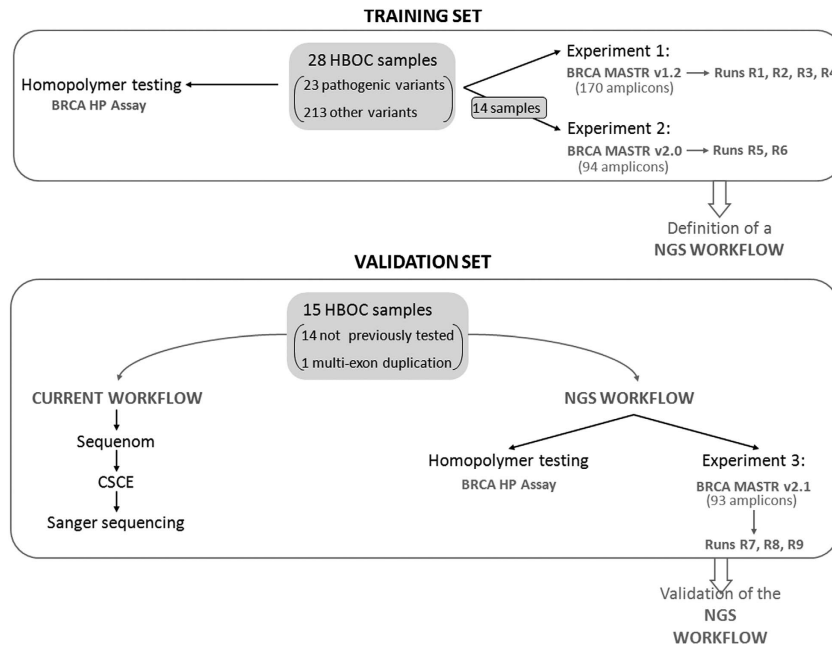 TRAINING SET
28 HBOC samples
23 pathogenic variants
213 other variants
Homopolymer testing
BRCA HP Assay
14 samples
Experiment 1:
BRCA MASTR v1.2
Runs R1, R2, R3, R4
(170 amplicons)
Experiment 2:
BRCA MASTR v2.0
Runs R5, R6
(94 amplicons)
Definition of a
NGS WORKFLOW
VALIDATION SET
15 HBOC samples
14 not previously tested
1 multi-exon duplication
CURRENT WORKFLOW
Sequenom
CSCE
Sanger sequencing
NGS WORKFLOW
Homopolymer testing
BRCA HP Assay
Experiment 3:
BRCA MASTR v2.1
(93 amplicons)
Runs R7, R8, R9
Validation of the
NGS
WORKFLOW